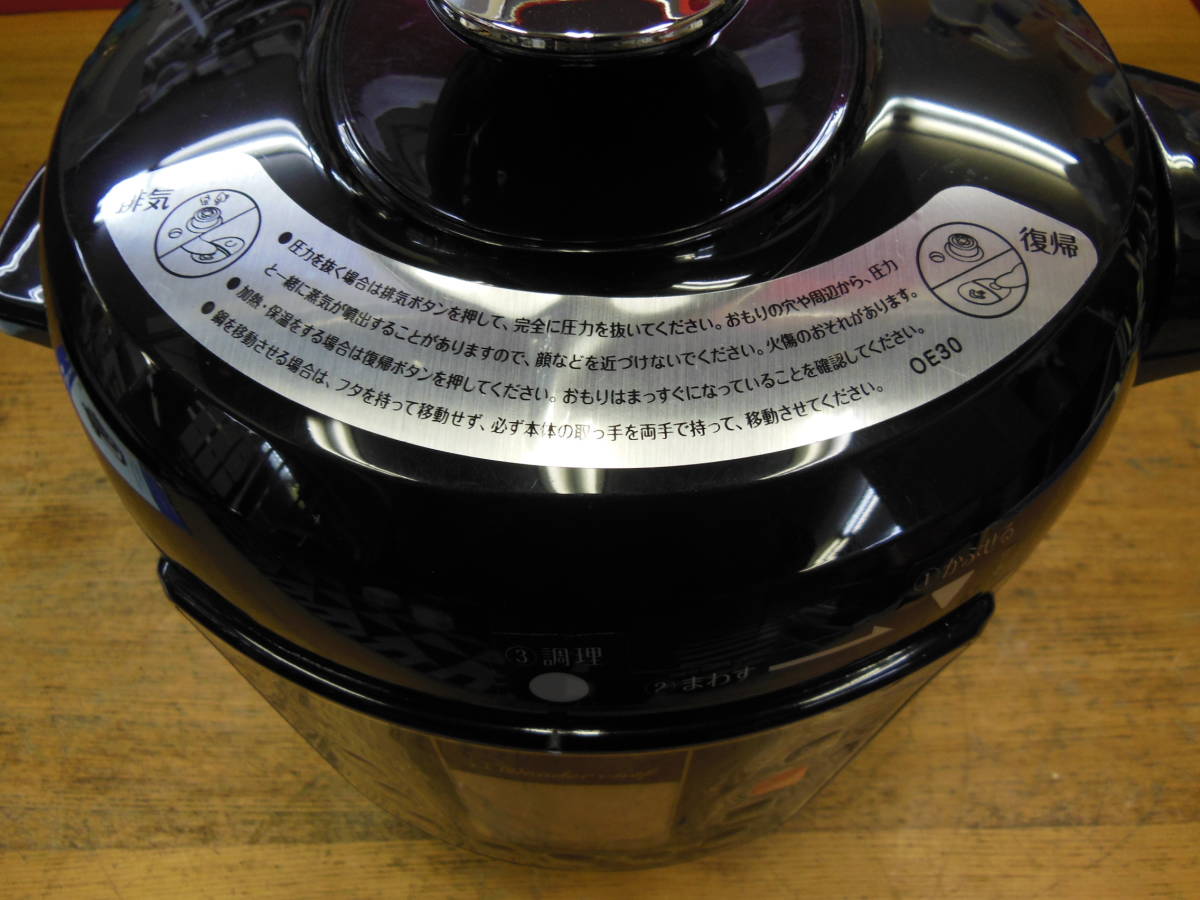 排気
復帰
●圧力を抜く場合は排気ボタンを押して、完全に圧力を抜いてください。おもりの穴や周辺から、圧力
と一緒に蒸気が噴出することがありますので、顔などを近づけないでください。火傷のおそれがあります。
●加熱・保温をする場合は復帰ボタンを押してください。おもりはまっすぐになっていることを確認してください。
●鍋を移動させる場合は、フタを持って移動せず、必ず本体の取っ手を両手で持って、移動させてください。
OE30
①かぶせる
②まわす
③調理
Wonder chef